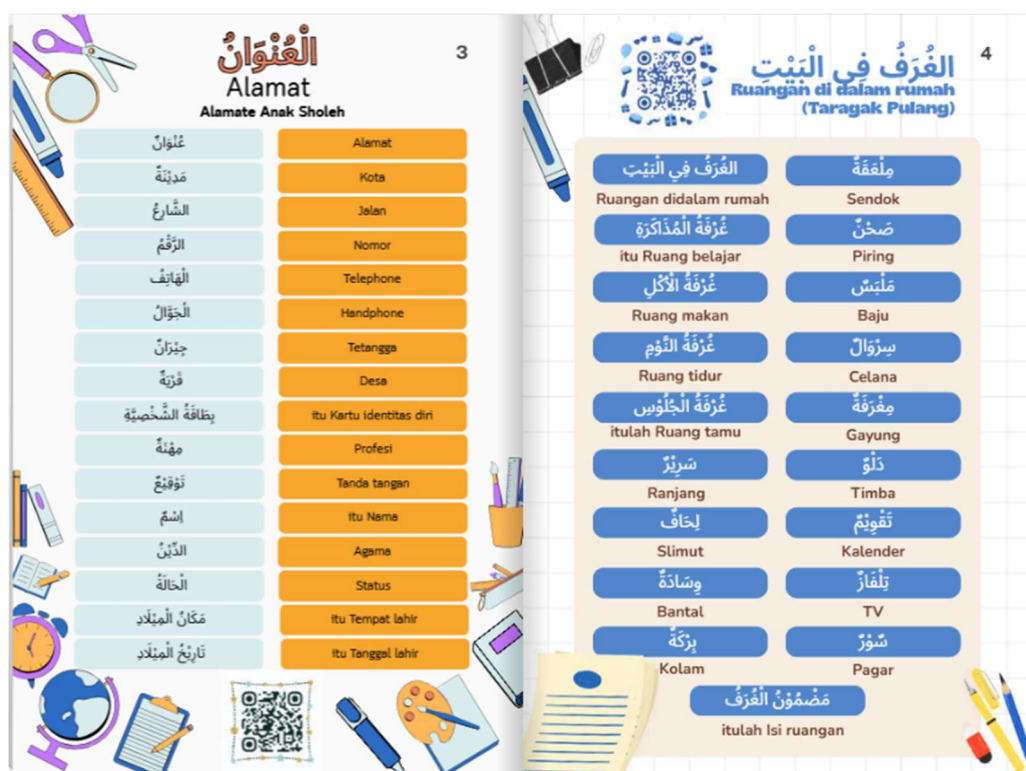 3
الْعُنْوَانُ
Alamat
Alamate Anak Sholeh
عُنْوَانٌ
Alamat
مَدِيْنَةٌ
Kota
الشَّارِعُ
Jalan
الرَّقْمُ
Nomor
الْهَاتِفُ
Telephone
الْجَوَّالُ
Handphone
جِيْرَانٌ
Tetangga
قَرْيَةٌ
Desa
بِطَاقَةُ الشَّخْصِيَّةِ
itu Kartu identitas diri
مِهْنَةٌ
Profesi
تَوْقِيْعٌ
Tanda tangan
اِسْمٌ
itu Nama
الدِّيْنُ
Agama
الْحَالَةُ
Status
مَكَانُ الْمِيْلَادِ
itu Tempat lahir
تَارِيْخُ الْمِيْلَادِ
itu Tanggal lahir
4
الغُرَفُ فِي الْبَيْتِ
Ruangan di dalam rumah
(Taragak Pulang)
الغُرَفُ فِي الْبَيْتِ
Ruangan didalam rumah
غُرْفَةُ الْمُذَاكَرَةِ
itu Ruang belajar
غُرْفَةُ الْأَكْلِ
Ruang makan
غُرْفَةُ النَّوْمِ
Ruang tidur
غُرْفَةُ الْجُلُوْسِ
itulah Ruang tamu
سَرِيْرٌ
Ranjang
لِحَافٌ
Slimut
وِسَادَةٌ
Bantal
بِرْكَةٌ
Kolam
مِلْعَقَةٌ
Sendok
صَحْنٌ
Piring
مَلْبَسٌ
Baju
سِرْوَالٌ
Celana
مِغْرَفَةٌ
Gayung
دَلْوٌ
Timba
تَقْوِيْمٌ
Kalender
تِلْفَازٌ
TV
سُوْرٌ
Pagar
مَضْمُوْنُ الْغُرَفُ
itulah Isi ruangan